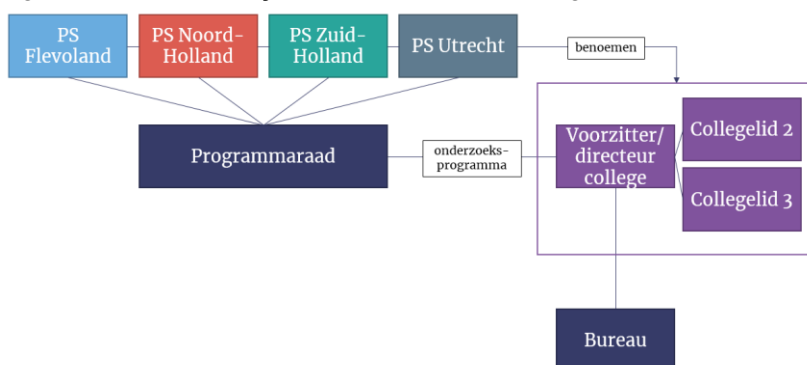 PS
Flevoland
PS Noord-
Holland
PS Zuid-
Holland
PS Utrecht
benoemen
Programmaraad
onderzoeks-
programma
Voorzitter/
directeur
college
Collegelid 2
Collegelid 3
Bureau